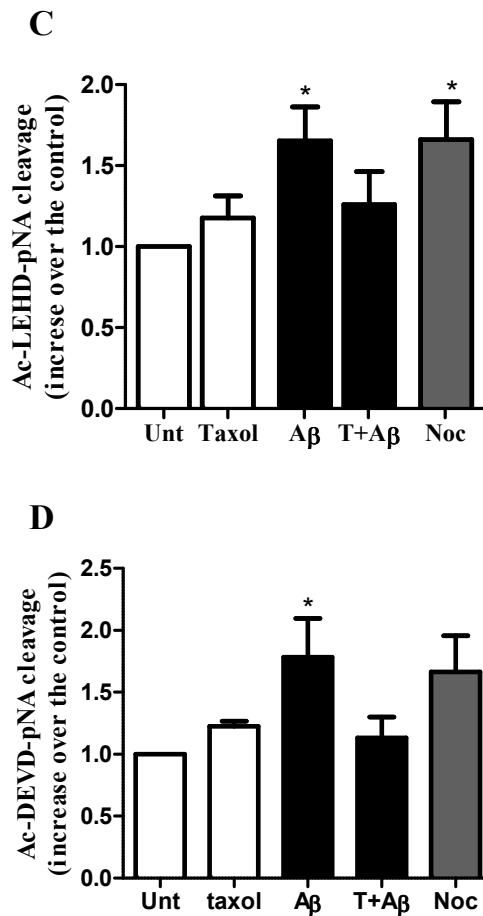 C
Ac-LEHD-pNA cleavage
(increse over the control)
2.0
1.5
1.0
0.5
0.0
*
*
Unt Taxol Aβ T+Aβ Noc
D
Ac-DEVD-pNA cleavage
(increase over the control)
2.5
2.0
1.5
1.0
0.5
0.0
*
Unt taxol Aβ T+Aβ Noc